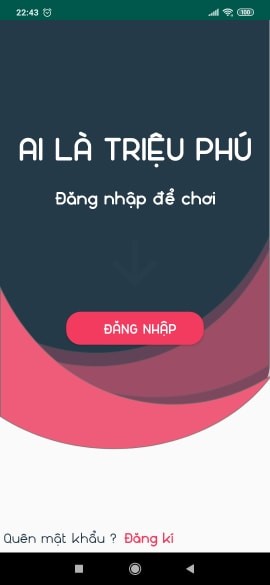 22:43
100
AI LÀ TRIỆU PHÚ
Đăng nhập để chơi
ĐĂNG NHẬP
Quên mật khẩu ? Đăng kí